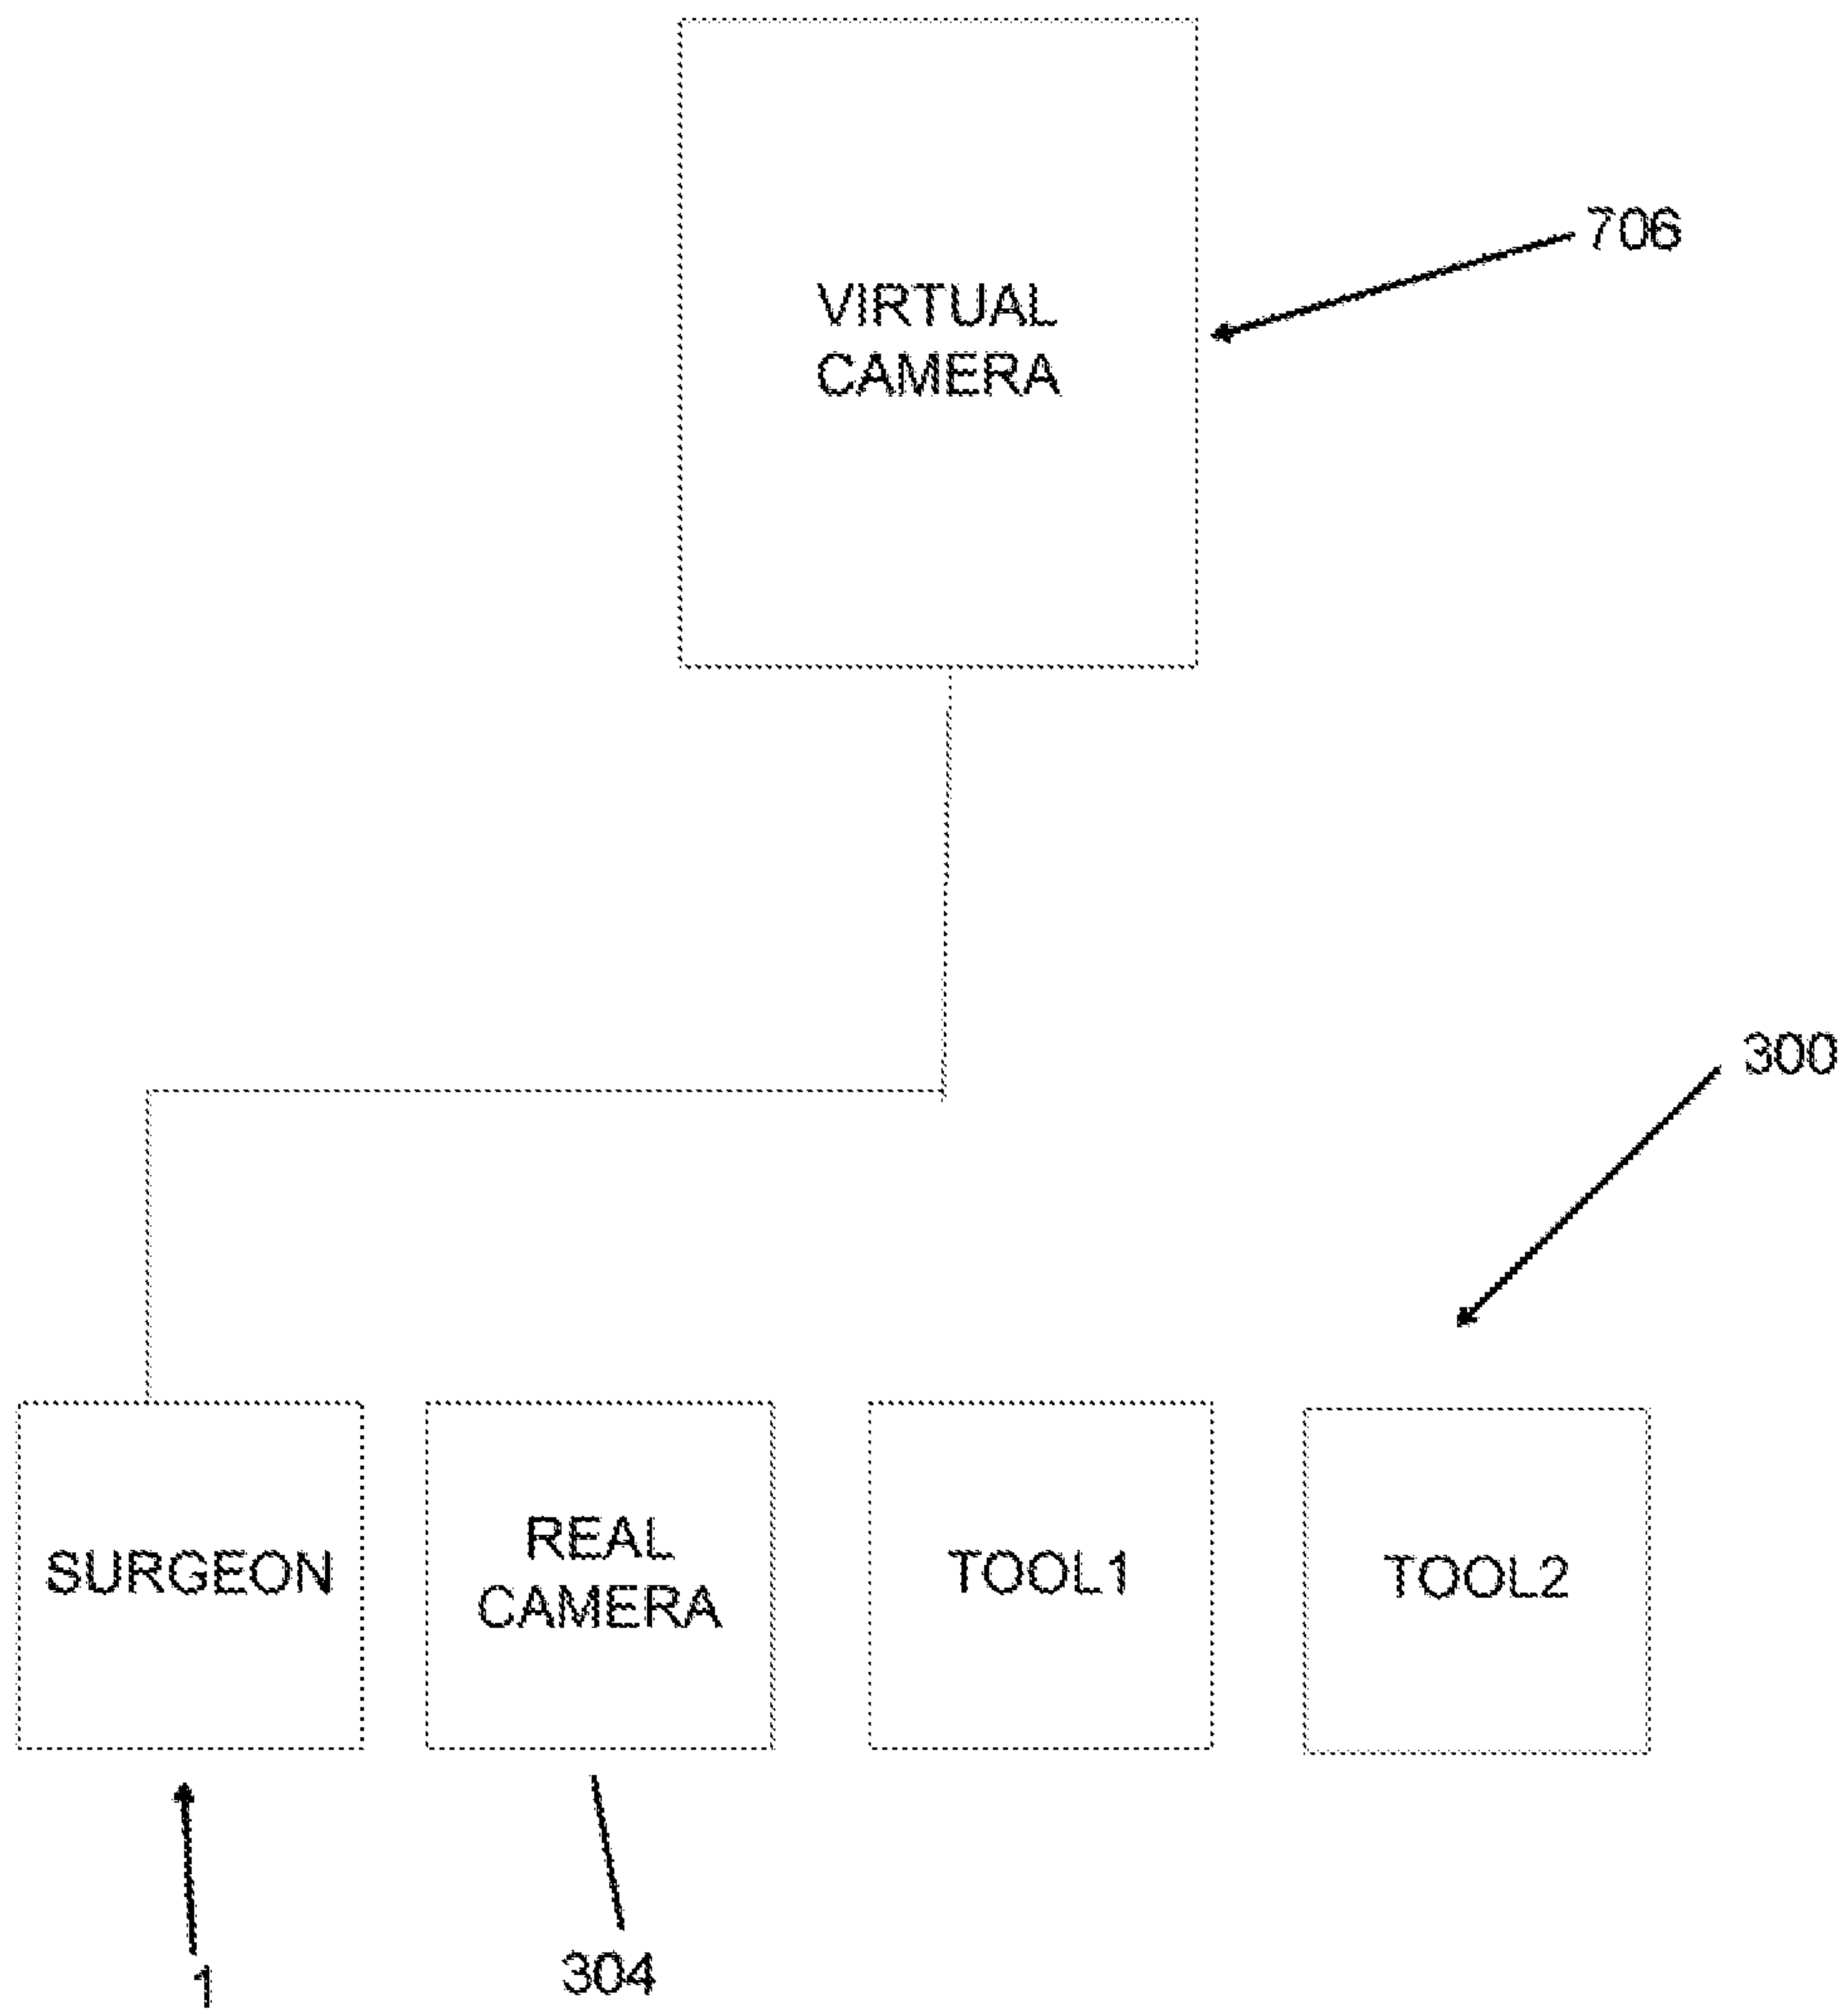 706
VIRTUAL
CAMERA
300
SURGEON
REAL
CAMERA
TOOL1
TOOL2
304
1